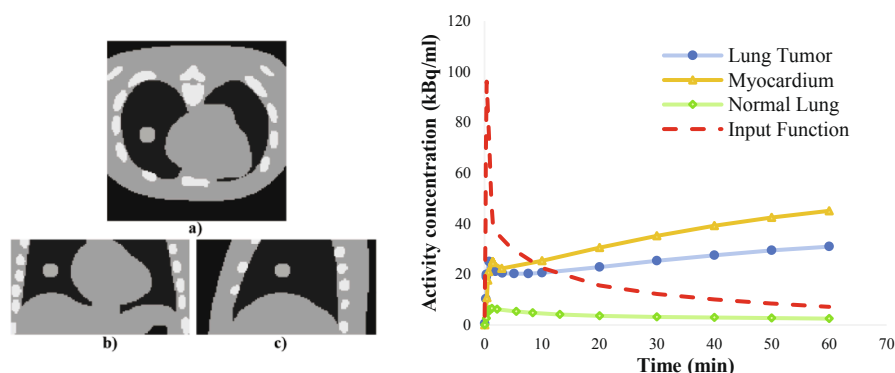 a)
b)
c)
Activity concentration (kBq/ml)
120
100
80
60
40
20
0
Lung Tumor
Myocardium
Normal Lung
Input Function
0 10 20 30 40 50 60 70
Time (min)